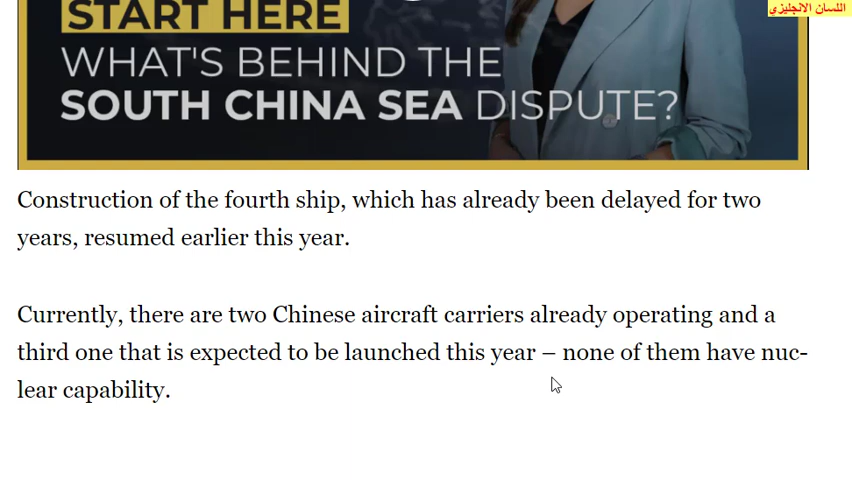 اللسان الانجليزي
START HERE
WHAT'S BEHIND THE
SOUTH CHINA SEA DISPUTE?
Construction of the fourth ship, which has already been delayed for two
years, resumed earlier this year.
Currently, there are two Chinese aircraft carriers already operating and a
third one that is expected to be launched this year – none of them have nuc-
lear capability.